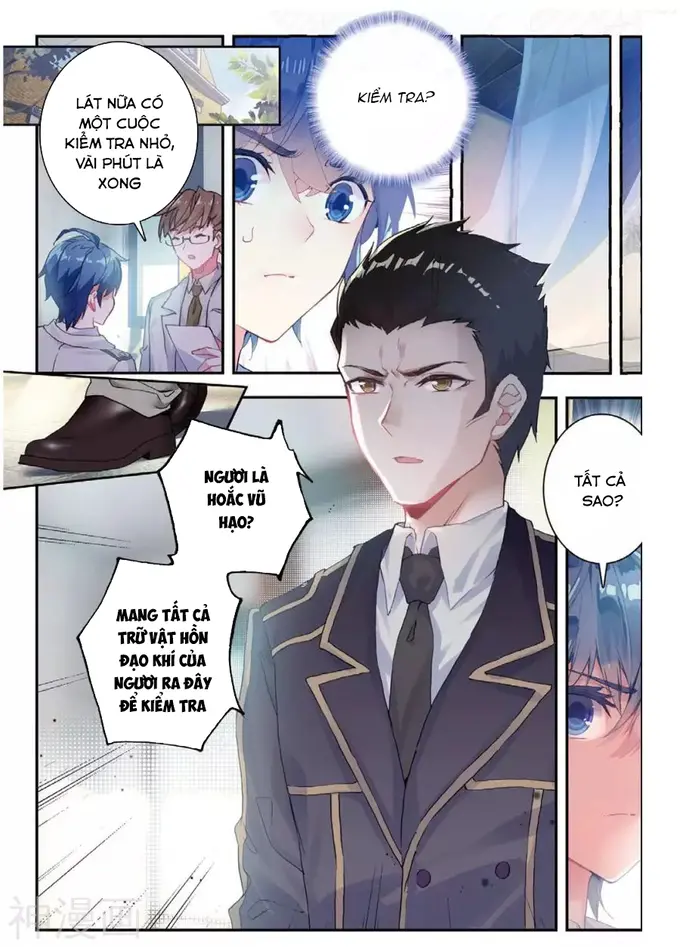 LÁT NỮA CÓ
MỘT CUỘC
KIỂM TRA NHỎ,
VÀI PHÚT LÀ
XONG
KIỂM TRA?
NGƯƠI LÀ
HOẮC VŨ
HẠO?
MANG TẤT CẢ
TRỮ VẬT HỒN
ĐẠO KHÍ CỦA
NGƯƠI RA ĐÂY
ĐỂ KIỂM TRA
TẤT CẢ
SAO?
神漫画